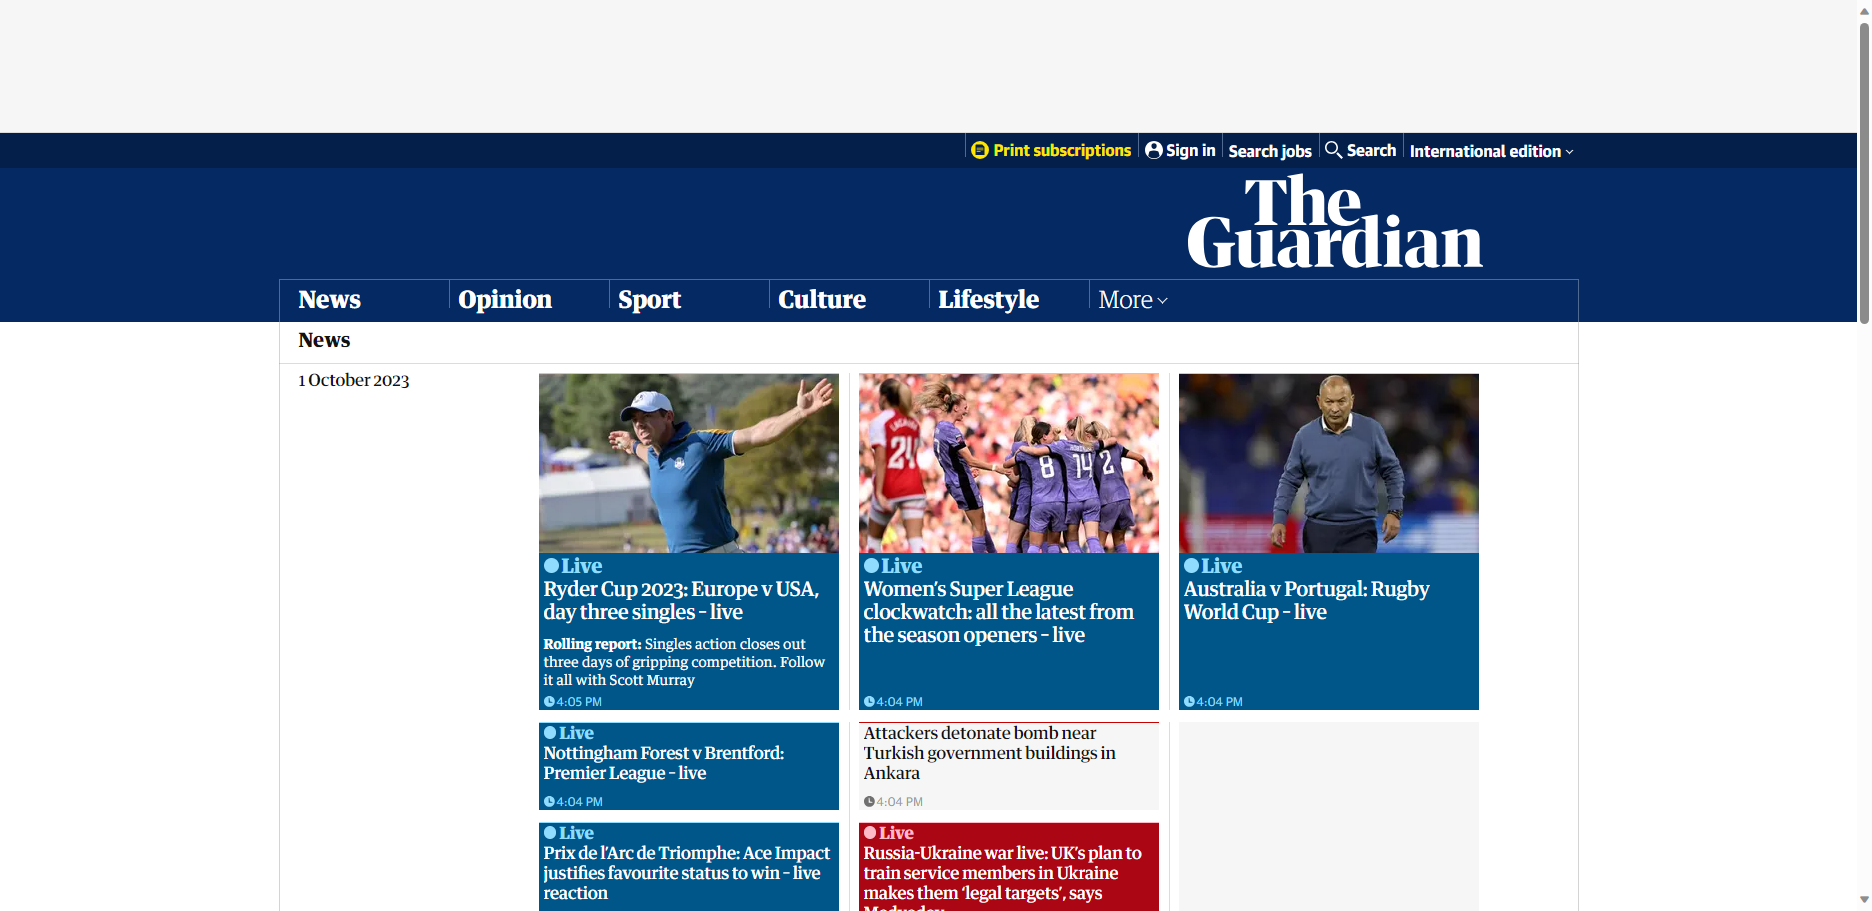 Print subscriptions
Sign in
Search jobs
Search
International edition
The
Guardian
News
Opinion
Sport
Culture
Lifestyle
More
News
1 October 2023
24
8
14
2
Live
Ryder Cup 2023: Europe v USA,
day three singles – live
Rolling report: Singles action closes out
three days of gripping competition. Follow
it all with Scott Murray
4:05 PM
Live
Women’s Super League
clockwatch: all the latest from
the season openers – live
4:04 PM
Live
Australia v Portugal: Rugby
World Cup – live
4:04 PM
Live
Nottingham Forest v Brentford:
Premier League – live
4:04 PM
Attackers detonate bomb near
Turkish government buildings in
Ankara
4:04 PM
Live
Prix de l’Arc de Triomphe: Ace Impact
justifies favourite status to win – live
reaction
Live
Russia-Ukraine war live: UK’s plan to
train service members in Ukraine
makes them ‘legal targets’, says
Medvedev